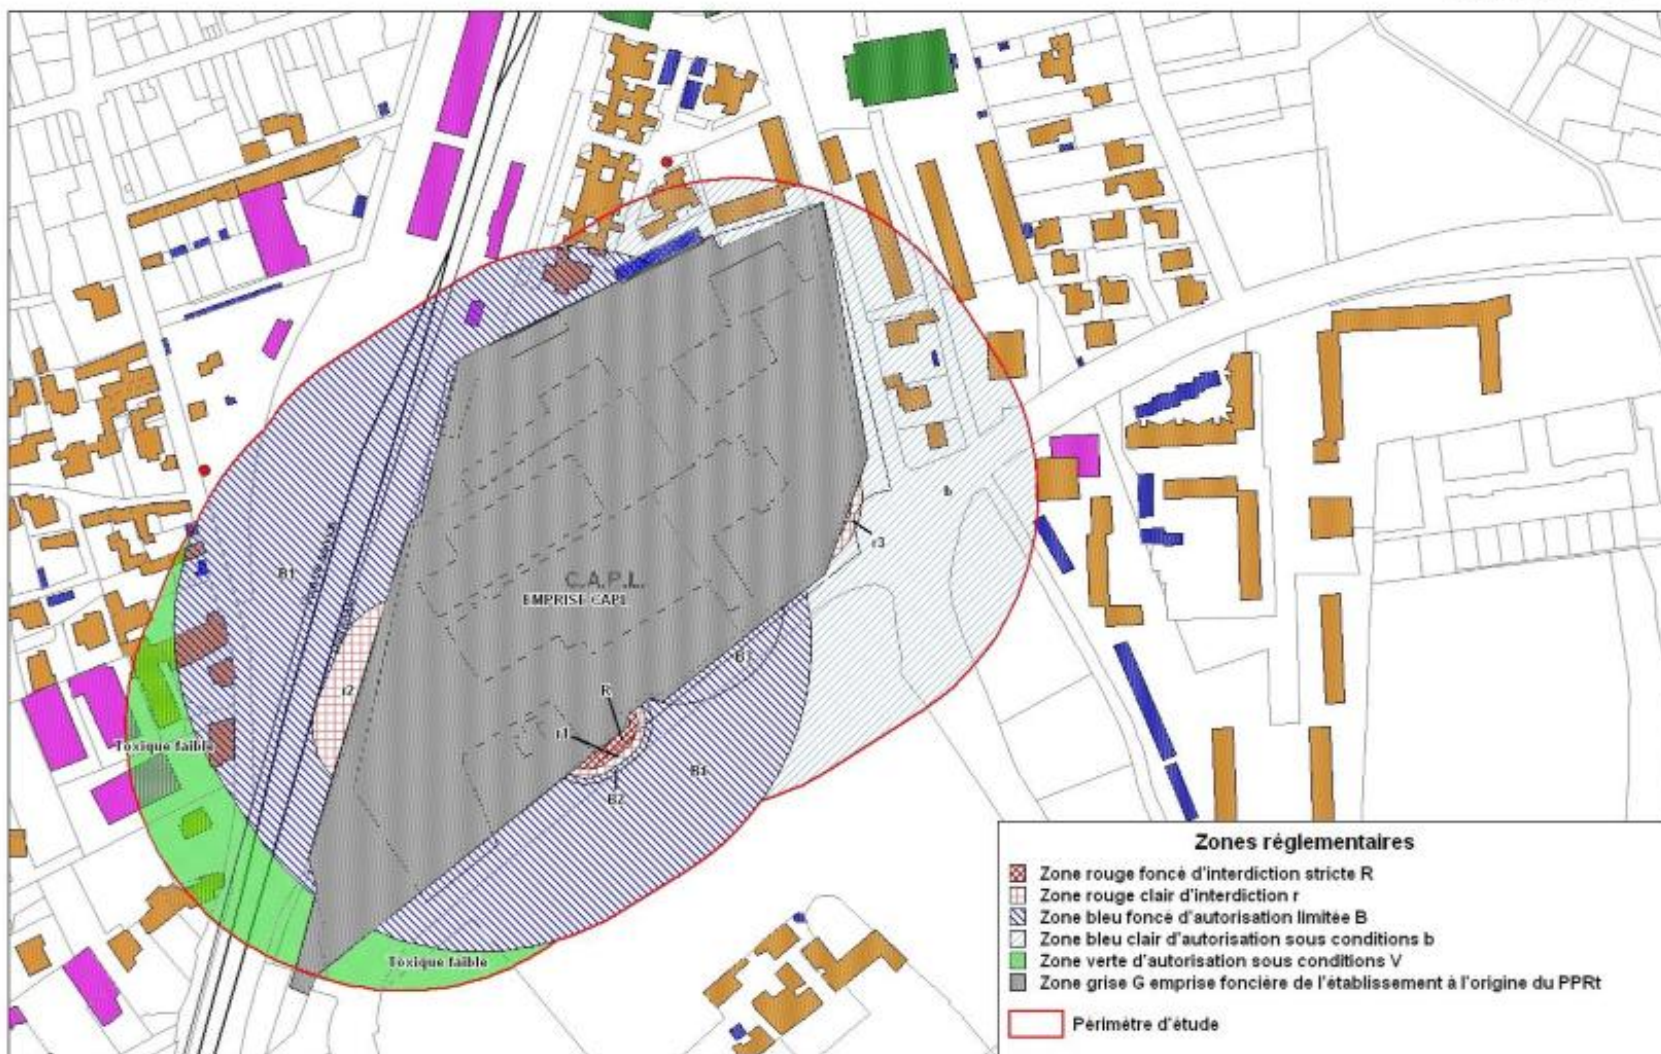 b
r3
B1
C.A.P.L.
EMPRISE CAPL
B1
r2
R
r1
Toxique faible
B1
B2
Toxique faible
Zones réglementaires
Zone rouge foncé d'interdiction stricte R
Zone rouge clair d'interdiction r
Zone bleu foncé d'autorisation limitée B
Zone bleu clair d'autorisation sous conditions b
Zone verte d'autorisation sous conditions V
Zone grise G emprise foncière de l'établissement à l'origine du PPRt
Périmètre d'étude